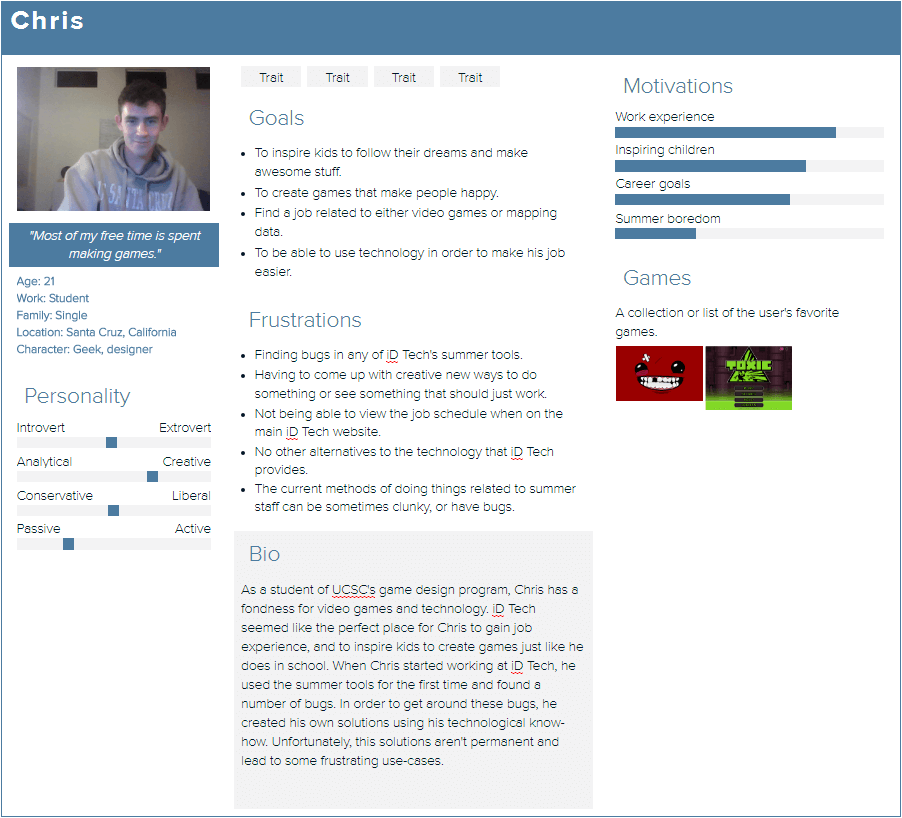 Chris
"Most of my free time is spent
making games."
Age: 21
Work: Student
Family: Single
Location: Santa Cruz, California
Character: Geek, designer
Personality
Introvert Extrovert
Analytical Creative
Conservative Liberal
Passive Active
Trait Trait Trait Trait
Goals
• To inspire kids to follow their dreams and make
awesome stuff.
• To create games that make people happy.
• Find a job related to either video games or mapping
data.
• To be able to use technology in order to make his job
easier.
Frustrations
• Finding bugs in any of iD Tech's summer tools.
• Having to come up with creative new ways to do
something or see something that should just work.
• Not being able to view the job schedule when on the
main iD Tech website.
• No other alternatives to the technology that iD Tech
provides.
• The current methods of doing things related to summer
staff can be sometimes clunky, or have bugs.
Bio
As a student of UCSC's game design program, Chris has a
fondness for video games and technology. iD Tech
seemed like the perfect place for Chris to gain job
experience, and to inspire kids to create games just like he
does in school. When Chris started working at iD Tech, he
used the summer tools for the first time and found a
number of bugs. In order to get around these bugs, he
created his own solutions using his technological know-
how. Unfortunately, this solutions aren't permanent and
lead to some frustrating use-cases.
Motivations
Work experience
Inspiring children
Career goals
Summer boredom
Games
A collection or list of the user's favorite
games.
TOXIC
SANTA CRUZ